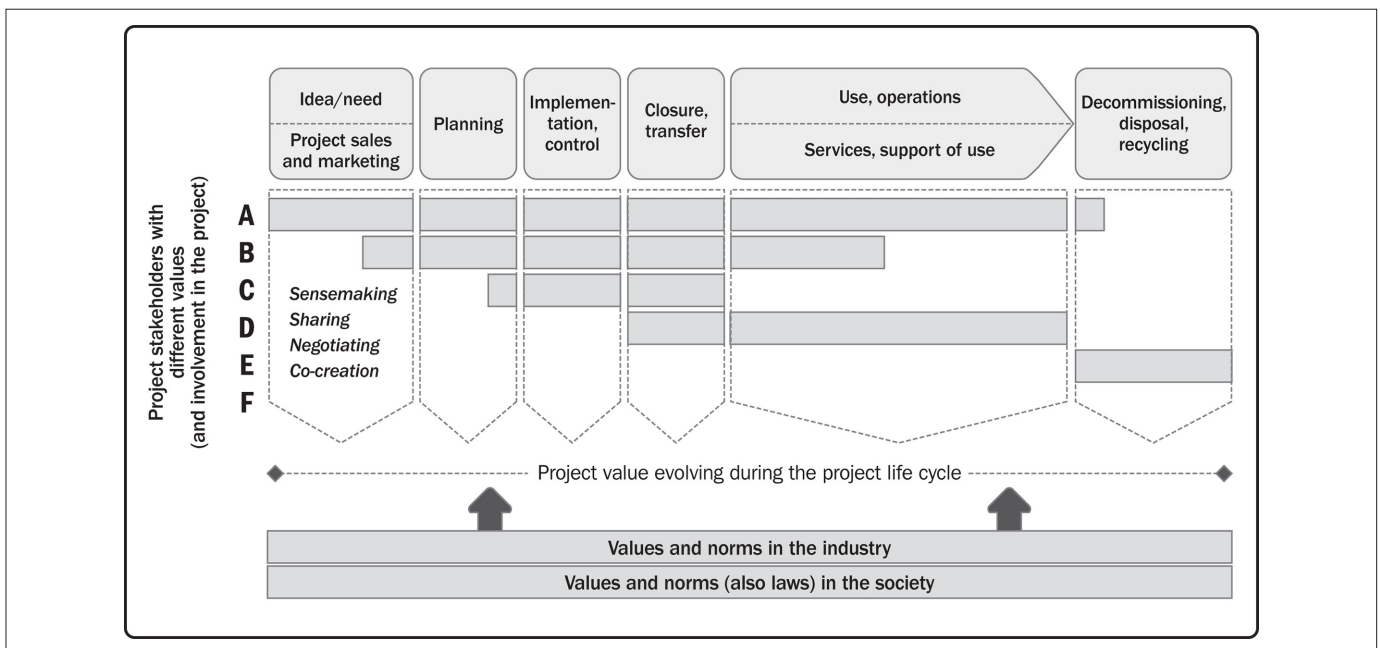 Idea/need
Project sales
and marketing
Planning
Implemen-
tation,
control
Closure,
transfer
Use, operations
Services, support of use
Decommissioning,
disposal,
recycling
Project stakeholders with
different values
(and involvement in the project)
A
B
C
D
E
F
Sensemaking
Sharing
Negotiating
Co-creation
Project value evolving during the project life cycle
Values and norms in the industry
Values and norms (also laws) in the society